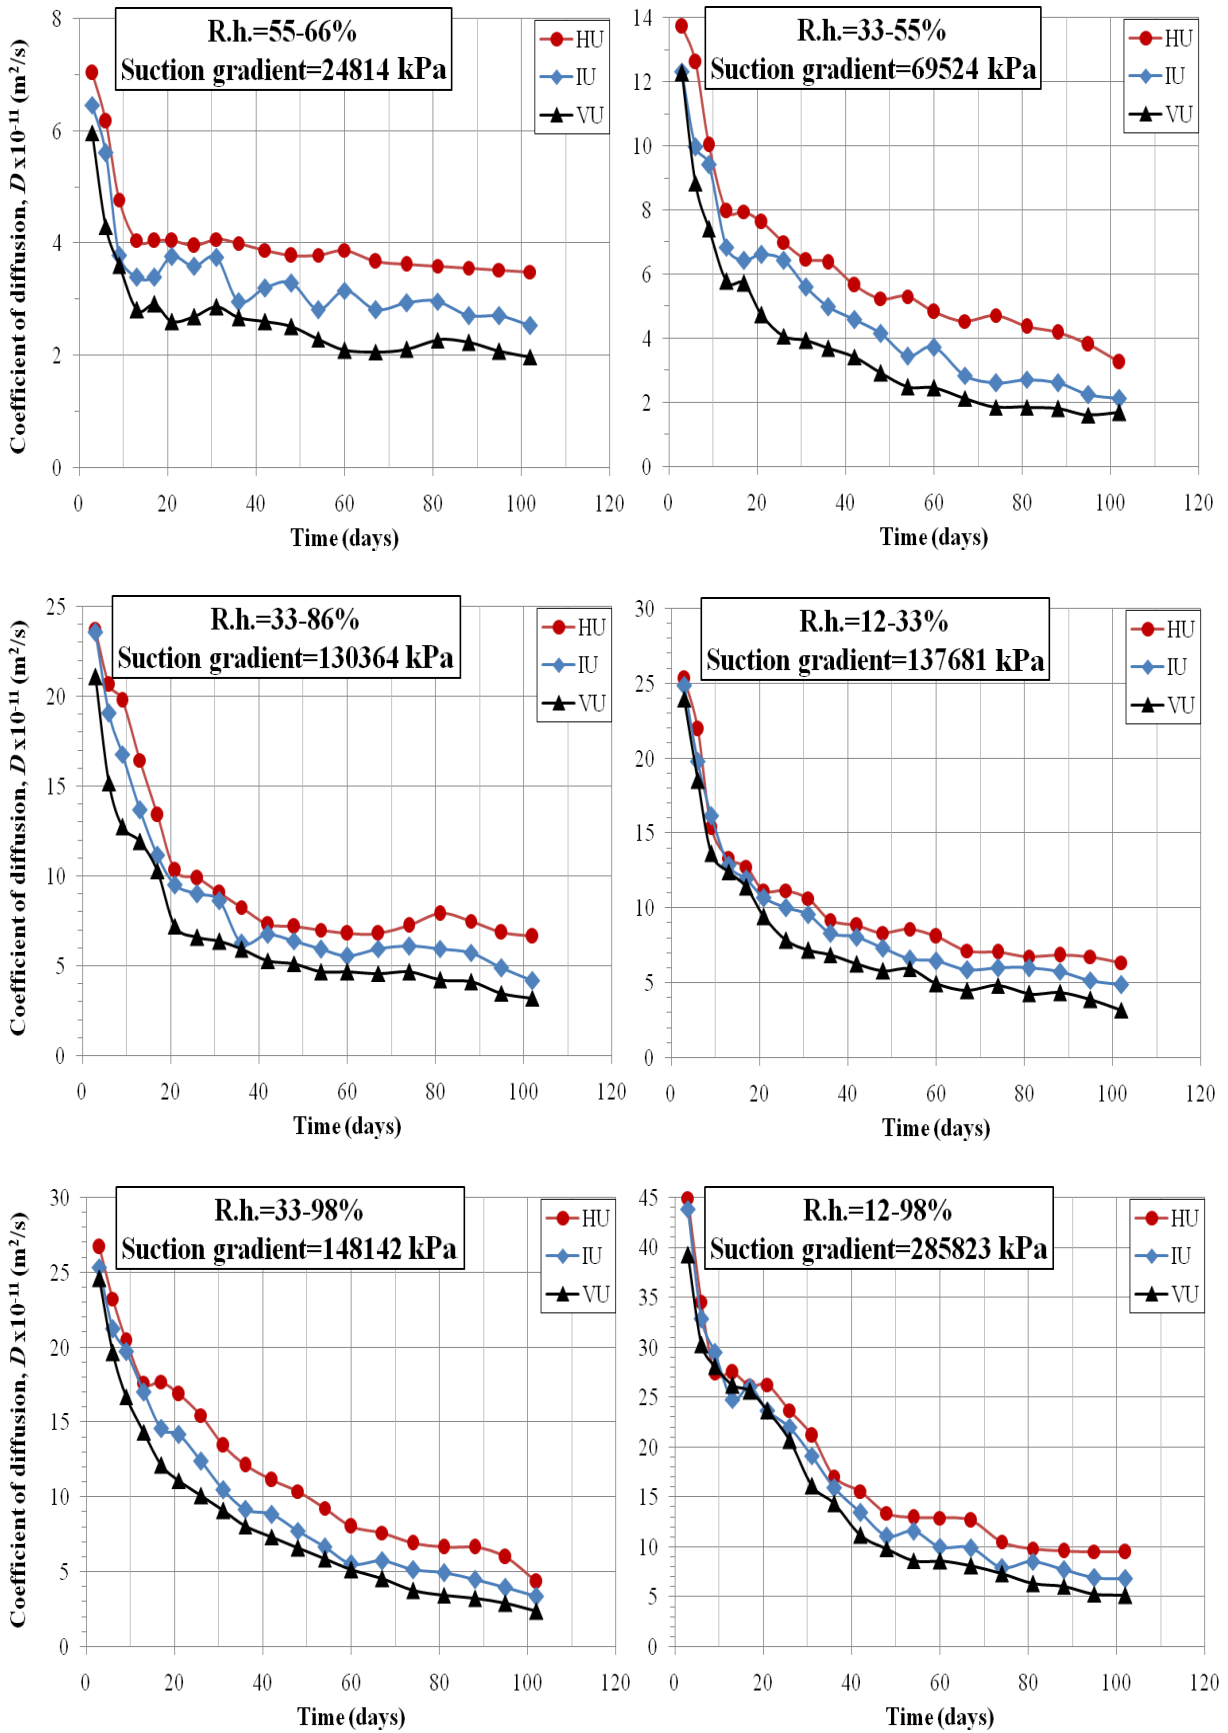 R.h.=55-66%
Suction gradient=24814 kPa
HU
IU
VU
Coefficient of diffusion, D x10⁻¹¹ (m²/s)
8
6
4
2
0
0 20 40 60 80 100 120
Time (days)
R.h.=33-55%
Suction gradient=69524 kPa
HU
IU
VU
14
12
10
8
6
4
2
0
0 20 40 60 80 100 120
Time (days)
R.h.=33-86%
Suction gradient=130364 kPa
HU
IU
VU
Coefficient of diffusion, D x10⁻¹¹ (m²/s)
25
20
15
10
5
0
0 20 40 60 80 100 120
Time (days)
R.h.=12-33%
Suction gradient=137681 kPa
HU
IU
VU
30
25
20
15
10
5
0
0 20 40 60 80 100 120
Time (days)
R.h.=33-98%
Suction gradient=148142 kPa
HU
IU
VU
Coefficient of diffusion, D x10⁻¹¹ (m²/s)
30
25
20
15
10
5
0
0 20 40 60 80 100 120
Time (days)
R.h.=12-98%
Suction gradient=285823 kPa
HU
IU
VU
45
40
35
30
25
20
15
10
5
0
0 20 40 60 80 100 120
Time (days)